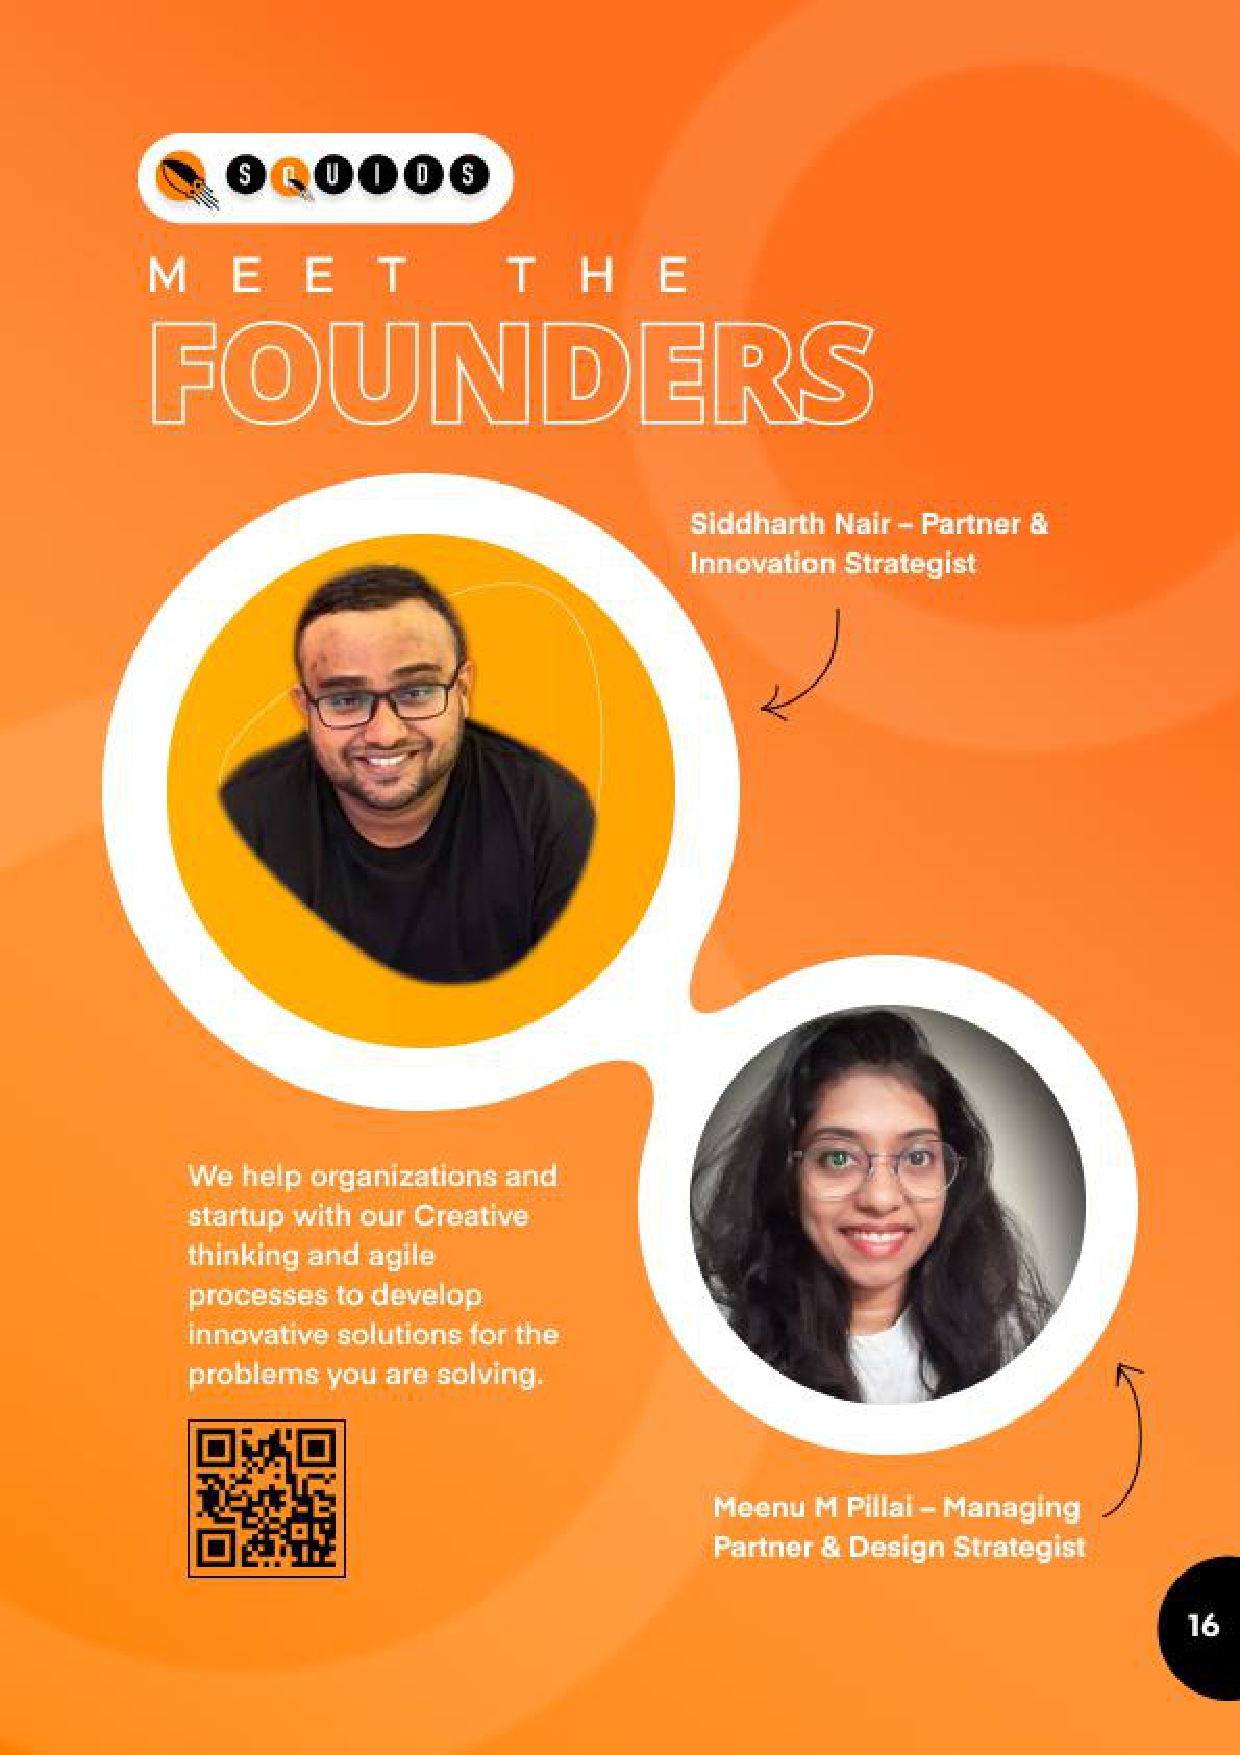 SQUIDS
MEET THE
FOUNDERS
Siddharth Nair – Partner &
Innovation Strategist
We help organizations and
startup with our Creative
thinking and agile
processes to develop
innovative solutions for the
problems you are solving.
Meenu M Pillai – Managing
Partner & Design Strategist
16